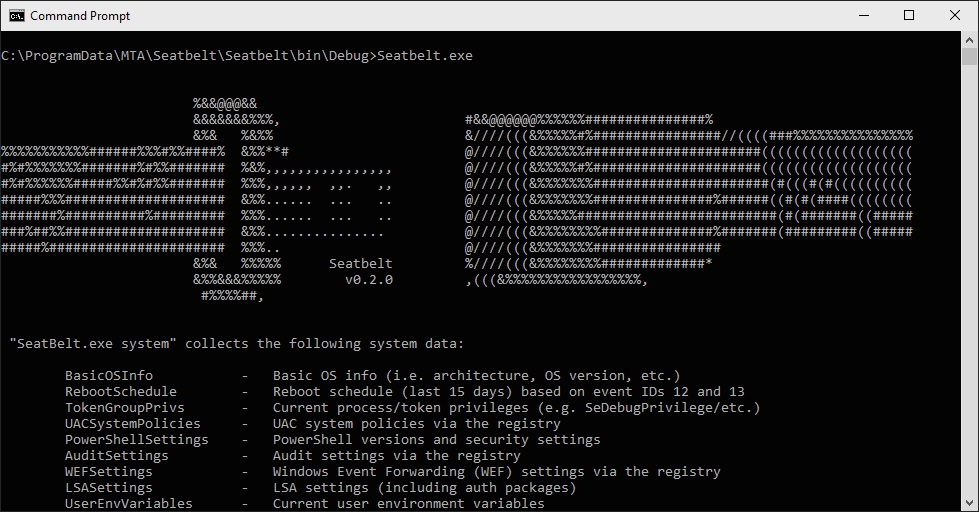 Command Prompt
C:\ProgramData\MTA\Seatbelt\Seatbelt\bin\Debug>Seatbelt.exe
Seatbelt
v0.2.0
"SeatBelt.exe system" collects the following system data:
BasicOSInfo - Basic OS info (i.e. architecture, OS version, etc.)
RebootSchedule - Reboot schedule (last 15 days) based on event IDs 12 and 13
TokenGroupPrivs - Current process/token privileges (e.g. SeDebugPrivilege/etc.)
UACSystemPolicies - UAC system policies via the registry
PowerShellSettings - PowerShell versions and security settings
AuditSettings - Audit settings via the registry
WEFSettings - Windows Event Forwarding (WEF) settings via the registry
LSASettings - LSA settings (including auth packages)
UserEnvVariables - Current user environment variables